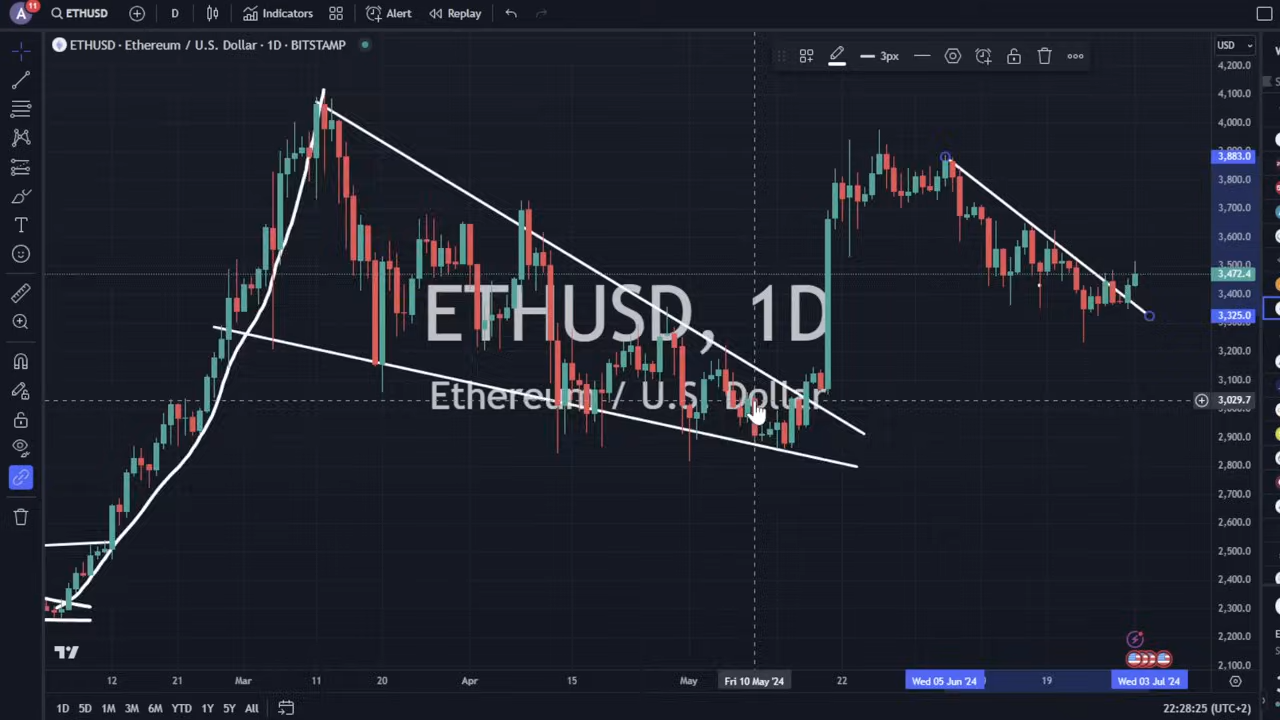 A 11 ETHUSD D Indicators Alert Replay
ETHUSD · Ethereum / U.S. Dollar · 1D · BITSTAMP
3px
USD
4,200.0
4,100.0
4,000.0
3,883.0
3,800.0
3,700.0
3,600.0
3,500.0
3,472.4
3,400.0
3,325.0
3,200.0
3,100.0
3,029.7
2,900.0
2,800.0
2,700.0
2,600.0
2,500.0
2,400.0
2,300.0
2,200.0
2,100.0
ETHUSD, 1D
Ethereum / U.S. Dollar
12 21 Mar 11 20 Apr 15 May Fri 10 May '24 22 Wed 05 Jun '24 19 Wed 03 Jul '24
1D 5D 1M 3M 6M YTD 1Y 5Y All 22:28:25 (UTC+2)